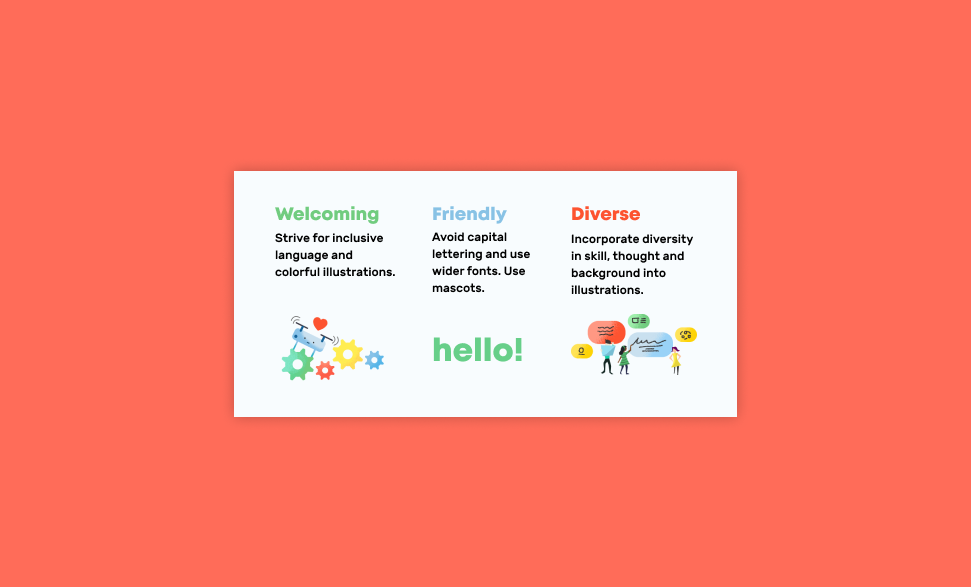 Welcoming
Strive for inclusive
language and
colorful illustrations.
Friendly
Avoid capital
lettering and use
wider fonts. Use
mascots.
hello!
Diverse
Incorporate diversity
in skill, thought and
background into
illustrations.